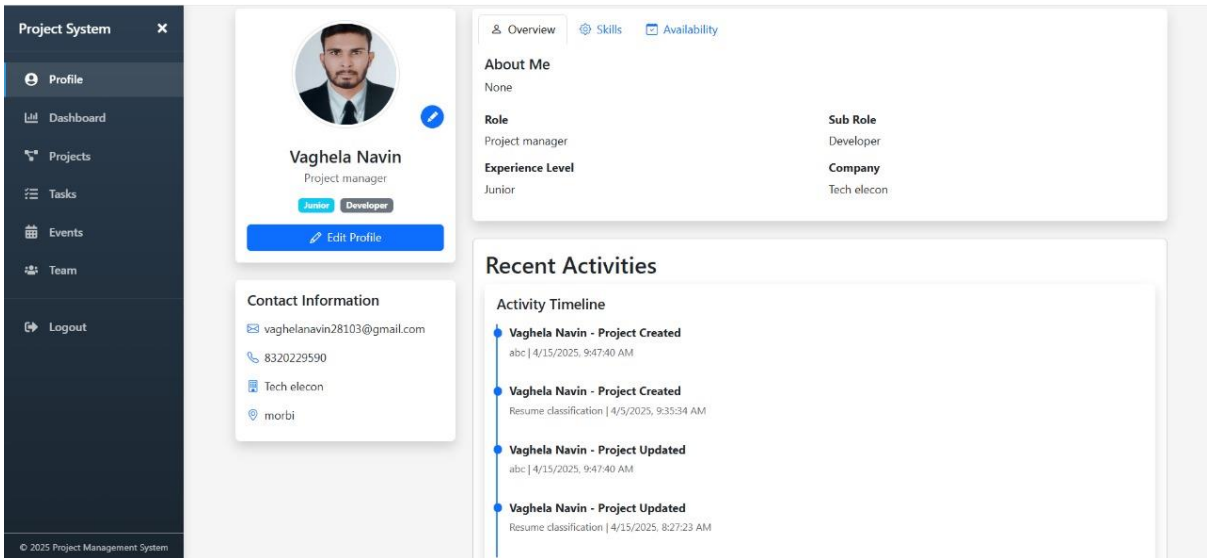 Project System
Profile
Dashboard
Projects
Tasks
Events
Team
Logout
© 2025 Project Management System
Vaghela Navin
Project manager
Junior Developer
Edit Profile
Contact Information
vaghelanavin28103@gmail.com
8320229590
Tech elecon
morbi
Overview Skills Availability
About Me
None
Role Sub Role
Project manager Developer
Experience Level Company
Junior Tech elecon
Recent Activities
Activity Timeline
Vaghela Navin - Project Created
abc | 4/15/2025, 9:47:40 AM
Vaghela Navin - Project Created
Resume classification | 4/5/2025, 9:35:34 AM
Vaghela Navin - Project Updated
abc | 4/15/2025, 9:47:40 AM
Vaghela Navin - Project Updated
Resume classification | 4/15/2025, 8:27:23 AM